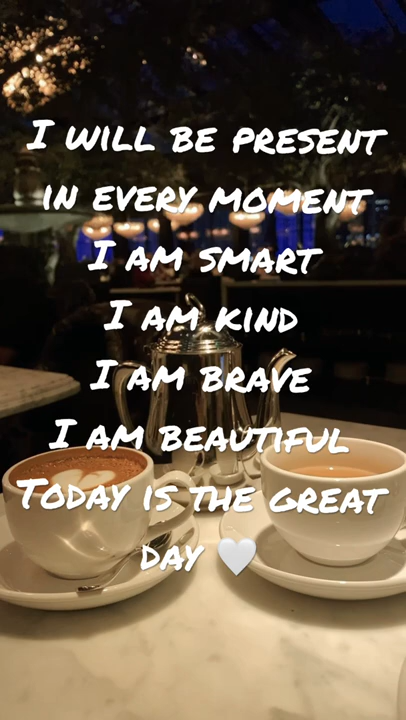 I will be present
in every moment
I am smart
I am kind
I am brave
I am beautiful
Today is the great
day 🤍